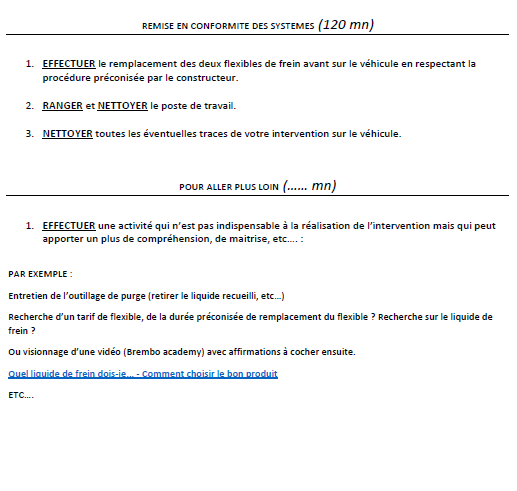 REMISE EN CONFORMITE DES SYSTEMES (120 mn)
1. EFFECTUER le remplacement des deux flexibles de frein avant sur le véhicule en respectant la
procédure préconisée par le constructeur.
2. RANGER et NETTOYER le poste de travail.
3. NETTOYER toutes les éventuelles traces de votre intervention sur le véhicule.
POUR ALLER PLUS LOIN (...... mn)
1. EFFECTUER une activité qui n'est pas indispensable à la réalisation de l'intervention mais qui peut
apporter un plus de compréhension, de maitrise, etc.... :
PAR EXEMPLE :
Entretien de l'outillage de purge (retirer le liquide recueilli, etc...)
Recherche d'un tarif de flexible, de la durée préconisée de remplacement du flexible ? Recherche sur le liquide de
frein ?
Ou visionnage d'une vidéo (Brembo academy) avec affirmations à cocher ensuite.
Quel liquide de frein dois-je... - Comment choisir le bon produit
ETC....